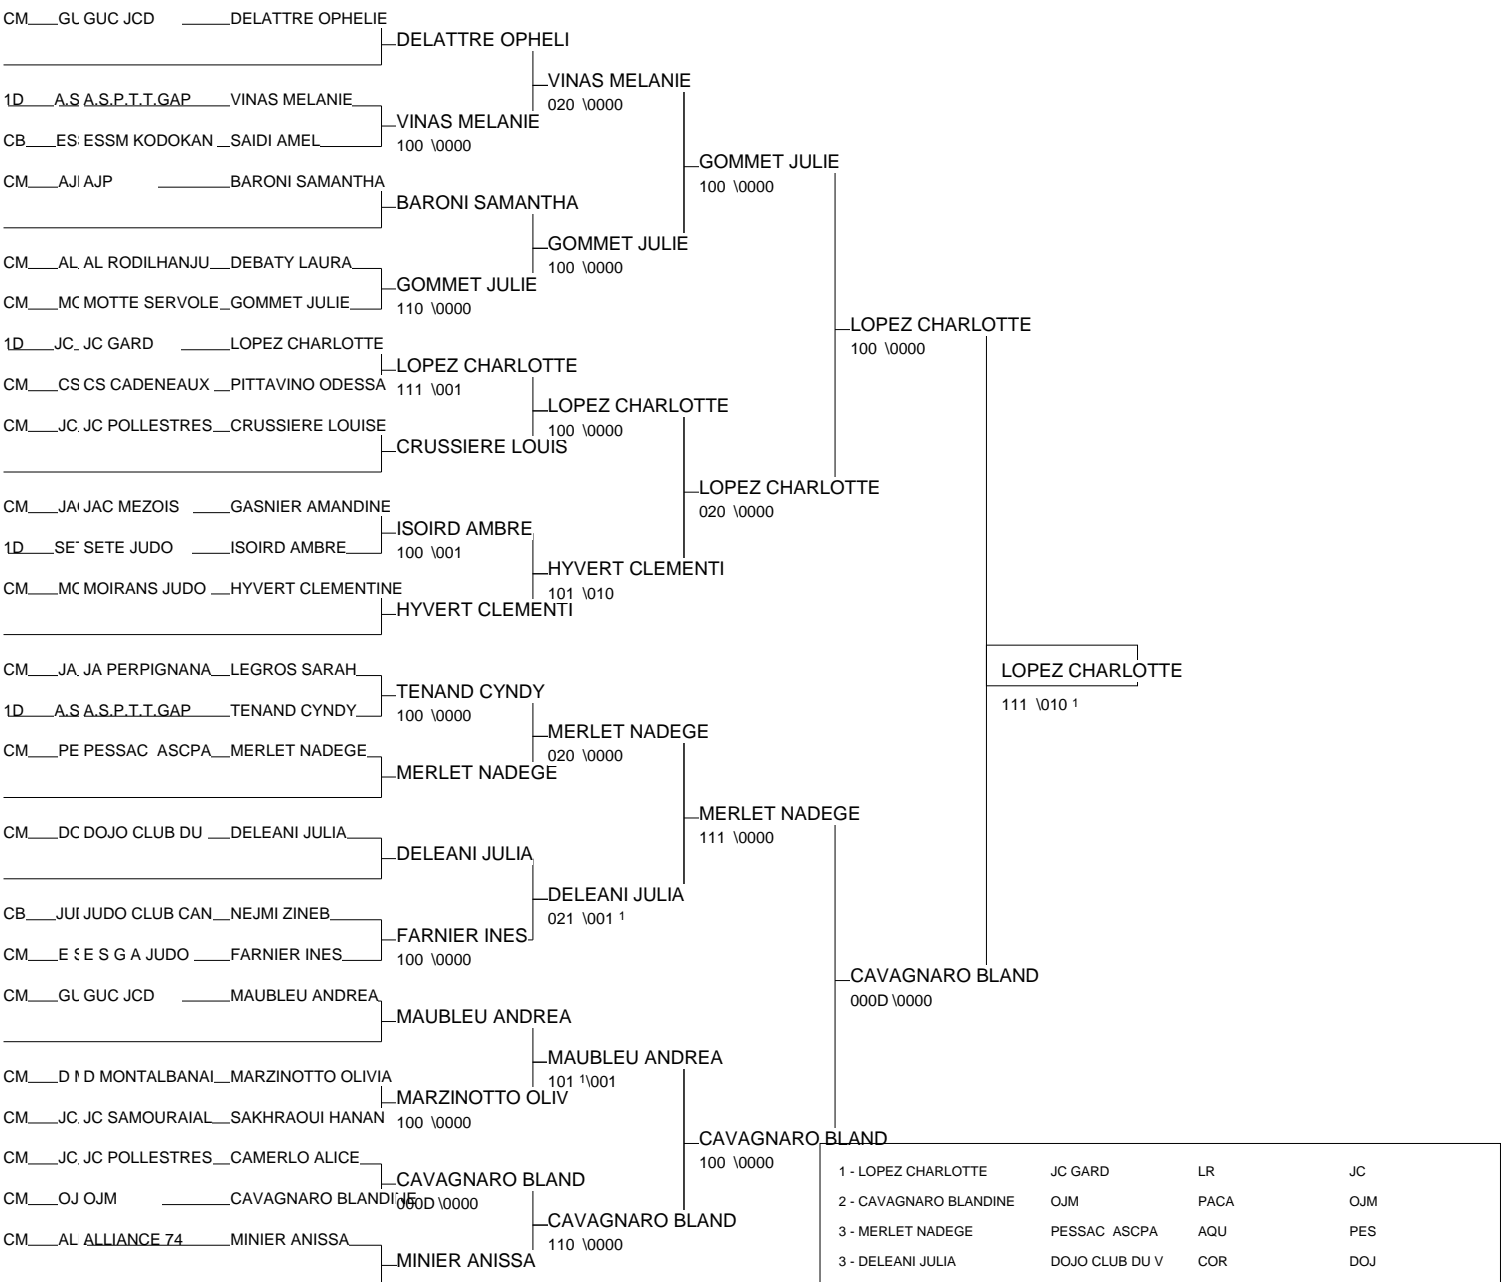 CM GU GUC JCD DELATTRE OPHELIE
DELATTRE OPHELI
VINAS MELANIE
020 \0000
1D A.S A.S.P.T.T.GAP VINAS MELANIE
VINAS MELANIE
100 \0000
CB ES ESSM KODOKAN SAIDI AMEL
GOMMET JULIE
100 \0000
CM AJ AJP BARONI SAMANTHA
BARONI SAMANTHA
GOMMET JULIE
100 \0000
CM AL AL RODILHANJU DEBATY LAURA
GOMMET JULIE
110 \0000
CM MC MOTTE SERVOLE GOMMET JULIE
LOPEZ CHARLOTTE
100 \0000
1D JC JC GARD LOPEZ CHARLOTTE
LOPEZ CHARLOTTE
111 \001
CM CS CS CADENEAUX PITTAVINO ODESSA
LOPEZ CHARLOTTE
100 \0000
CM JC JC POLLESTRES CRUSSIERE LOUISE
CRUSSIERE LOUIS
LOPEZ CHARLOTTE
020 \0000
CM JA JAC MEZOIS GASNIER AMANDINE
ISOIRD AMBRE
100 \001
1D SE SETE JUDO ISOIRD AMBRE
HYVERT CLEMENTI
101 \010
CM MC MOIRANS JUDO HYVERT CLEMENTINE
HYVERT CLEMENTI
CM JA JA PERPIGNANA LEGROS SARAH
LOPEZ CHARLOTTE
111 \010 1
TENAND CYNDY
100 \0000
1D A.S A.S.P.T.T.GAP TENAND CYNDY
MERLET NADEGE
020 \0000
CM PE PESSAC ASCPA MERLET NADEGE
MERLET NADEGE
MERLET NADEGE
111 \0000
CM DC DOJO CLUB DU DELEANI JULIA
DELEANI JULIA
DELEANI JULIA
021 \001 1
CB JU JUDO CLUB CAN NEJMI ZINEB
FARNIER INES
100 \0000
CM E S E S G A JUDO FARNIER INES
CAVAGNARO BLAND
000D \0000
CM GU GUC JCD MAUBLEU ANDREA
MAUBLEU ANDREA
MAUBLEU ANDREA
101 1\001
CM D M D MONTALBANAI MARZINOTTO OLIVIA
MARZINOTTO OLIV
100 \0000
CM JC JC SAMOURAIAL SAKHRAOUI HANAN
CAVAGNARO BLAND
100 \0000
CM JC JC POLLESTRES CAMERLO ALICE
CAVAGNARO BLAND
000D \0000
CM OJ OJM CAVAGNARO BLANDINE
CAVAGNARO BLAND
110 \0000
CM AL ALLIANCE 74 MINIER ANISSA
MINIER ANISSA
1 - LOPEZ CHARLOTTE JC GARD LR JC
2 - CAVAGNARO BLANDINE OJM PACA OJM
3 - MERLET NADEGE PESSAC ASCPA AQU PES
3 - DELEANI JULIA DOJO CLUB DU V COR DOJ